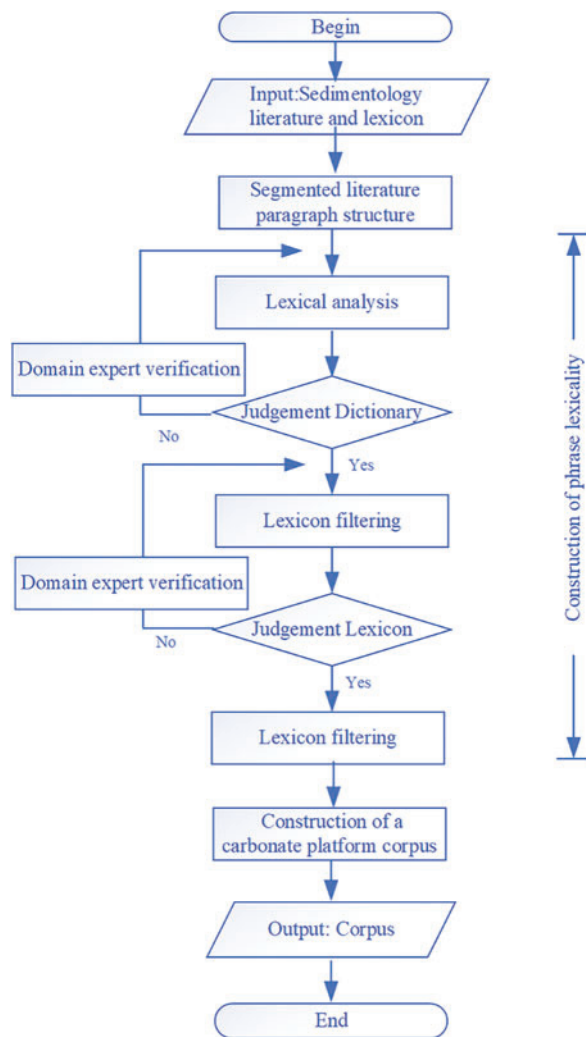 Begin
Input:Sedimentology
literature and lexicon
Segmented literature
paragraph structure
Lexical analysis
Domain expert verification
Judgement Dictionary
No
Yes
Lexicon filtering
Domain expert verification
Judgement Lexicon
No
Yes
Lexicon filtering
Construction of a
carbonate platform corpus
Output: Corpus
End
Construction of phrase lexicality